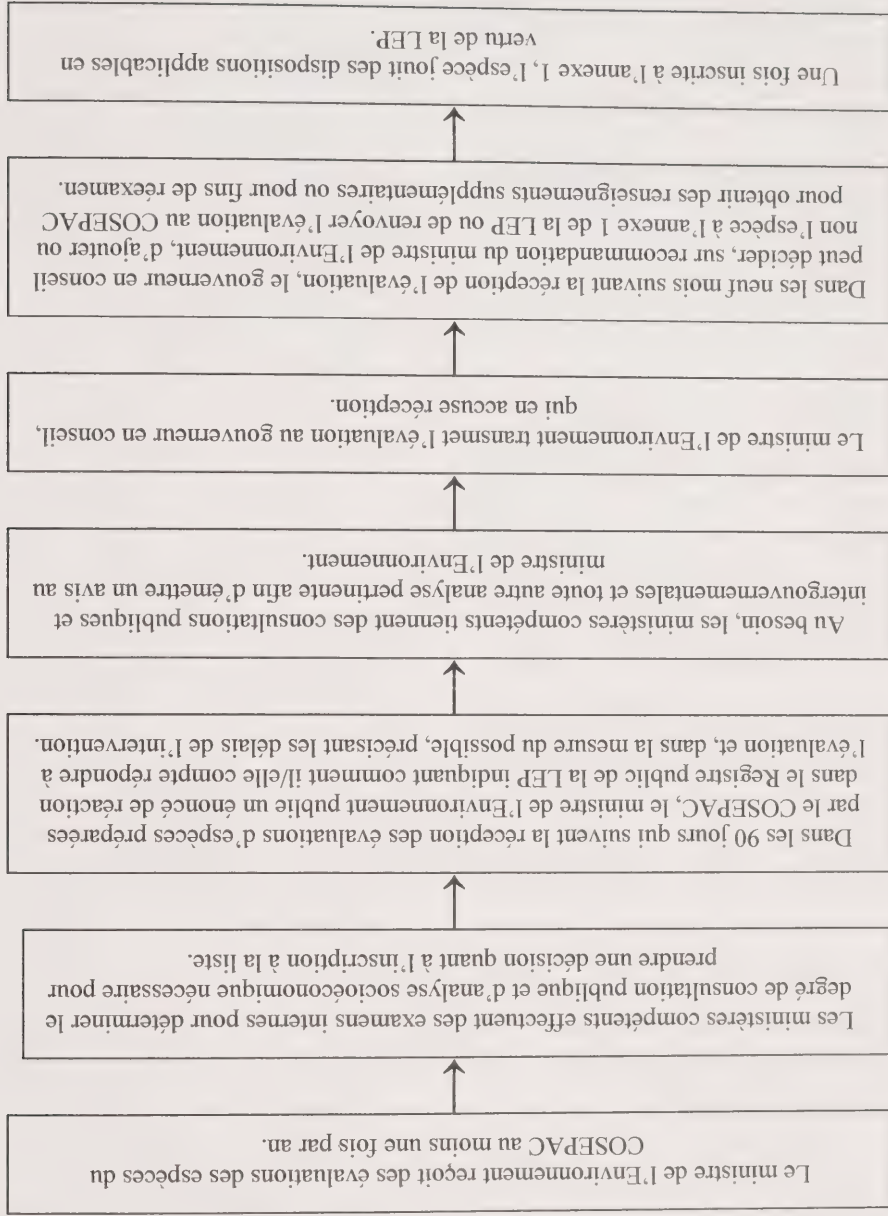 Le ministre de l'Environnement reçoit des évaluations des espèces du
COSEPAC au moins une fois par an.
Les ministères compétents effectuent des examens internes pour déterminer le
degré de consultation publique et d'analyse socioéconomique nécessaire pour
prendre une décision quant à l'inscription à la liste.
Dans les 90 jours qui suivent la réception des évaluations d'espèces préparées
par le COSEPAC, le ministre de l'Environnement publie un énoncé de réaction
dans le Registre public de la LEP indiquant comment il/elle compte répondre à
l'évaluation et, dans la mesure du possible, précisant les délais de l'intervention.
Au besoin, les ministères compétents tiennent des consultations publiques et
intergouvernementales et toute autre analyse pertinente afin d'émettre un avis au
ministre de l'Environnement.
Le ministre de l'Environnement transmet l'évaluation au gouverneur en conseil,
qui en accuse réception.
Dans les neuf mois suivant la réception de l'évaluation, le gouverneur en conseil
peut décider, sur recommandation du ministre de l'Environnement, d'ajouter ou
non l'espèce à l'annexe 1 de la LEP ou de renvoyer l'évaluation au COSEPAC
pour obtenir des renseignements supplémentaires ou pour fins de réexamen.
Une fois inscrite à l'annexe 1, l'espèce jouit des dispositions applicables en
vertu de la LEP.